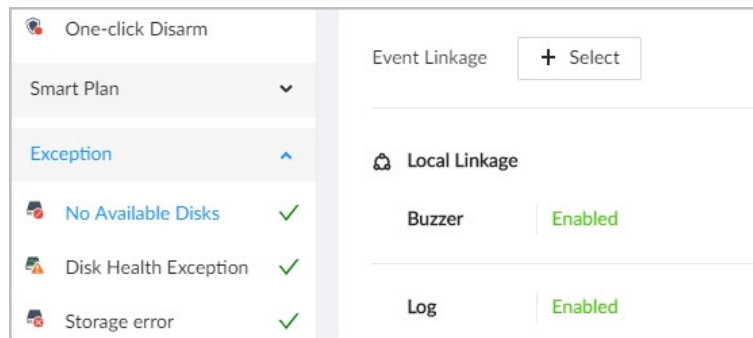 One-click Disarm
Smart Plan
Exception
No Available Disks
Disk Health Exception
Storage error
Event Linkage
+ Select
Local Linkage
Buzzer
Enabled
Log
Enabled